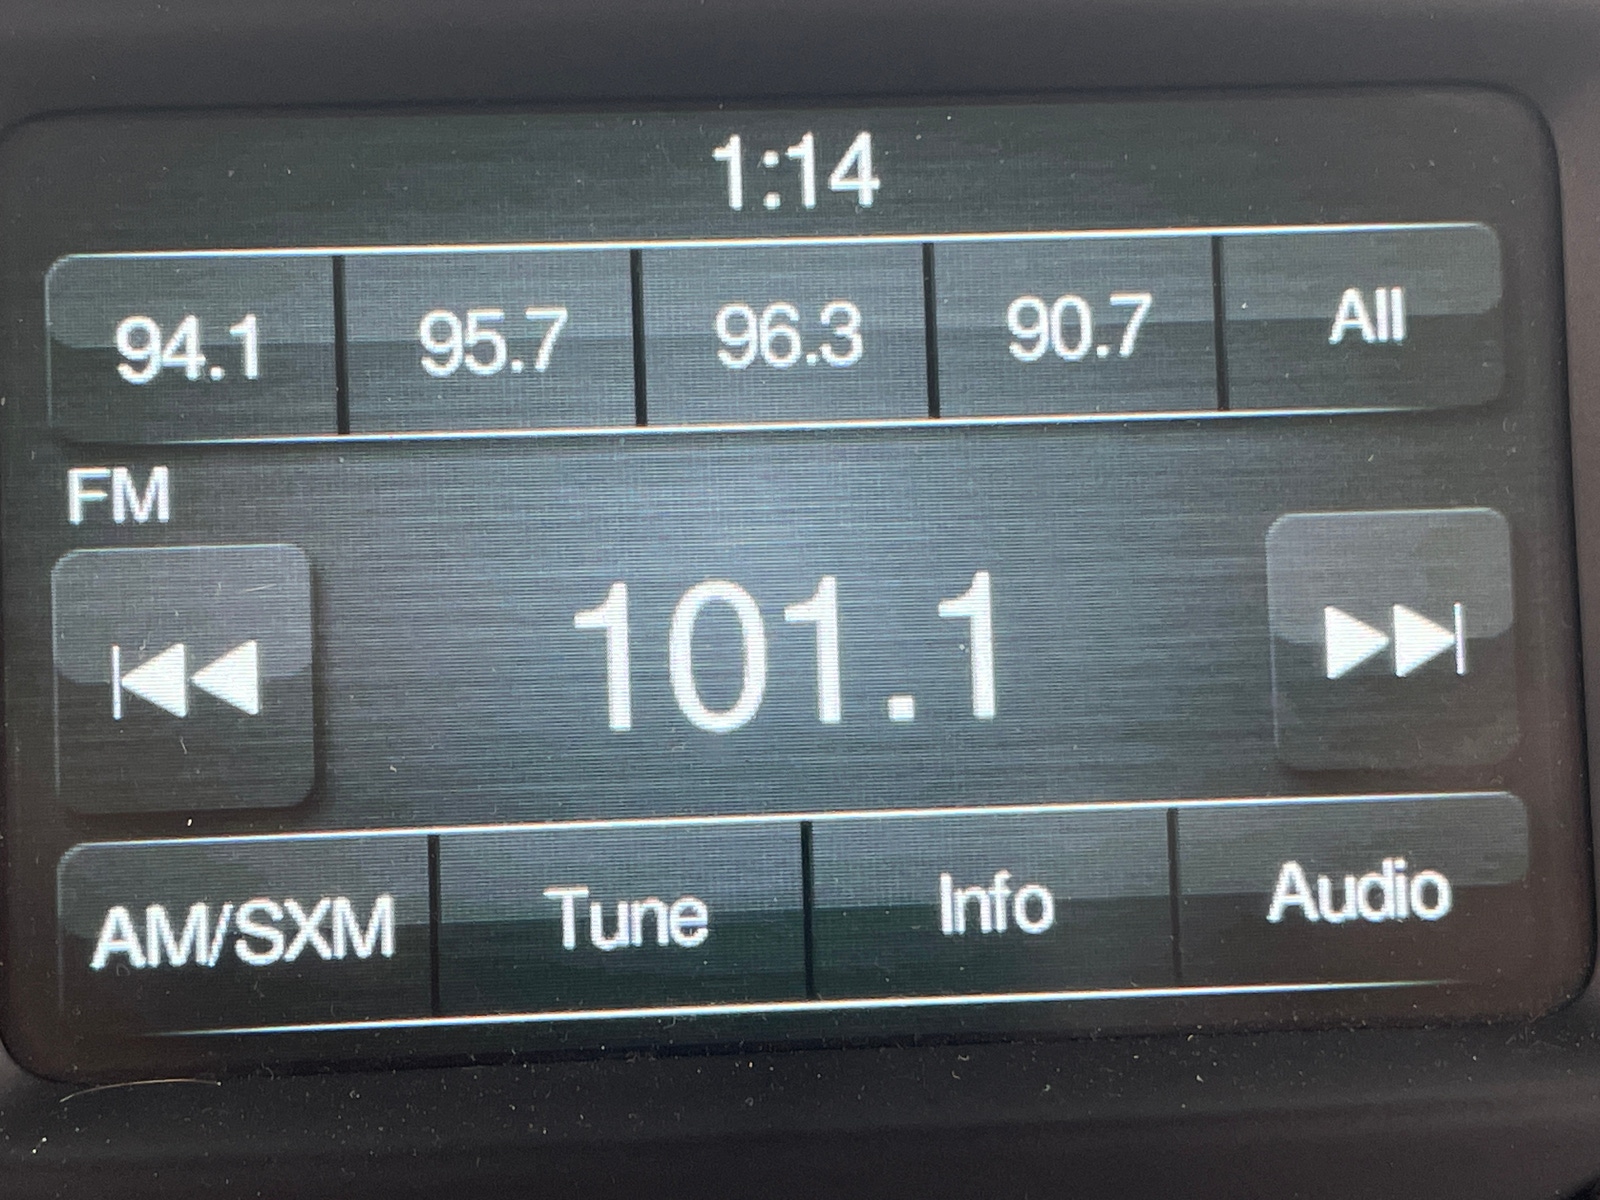 1:14
94.1 95.7 96.3 90.7 All
FM
101.1
AM/SXM Tune Info Audio